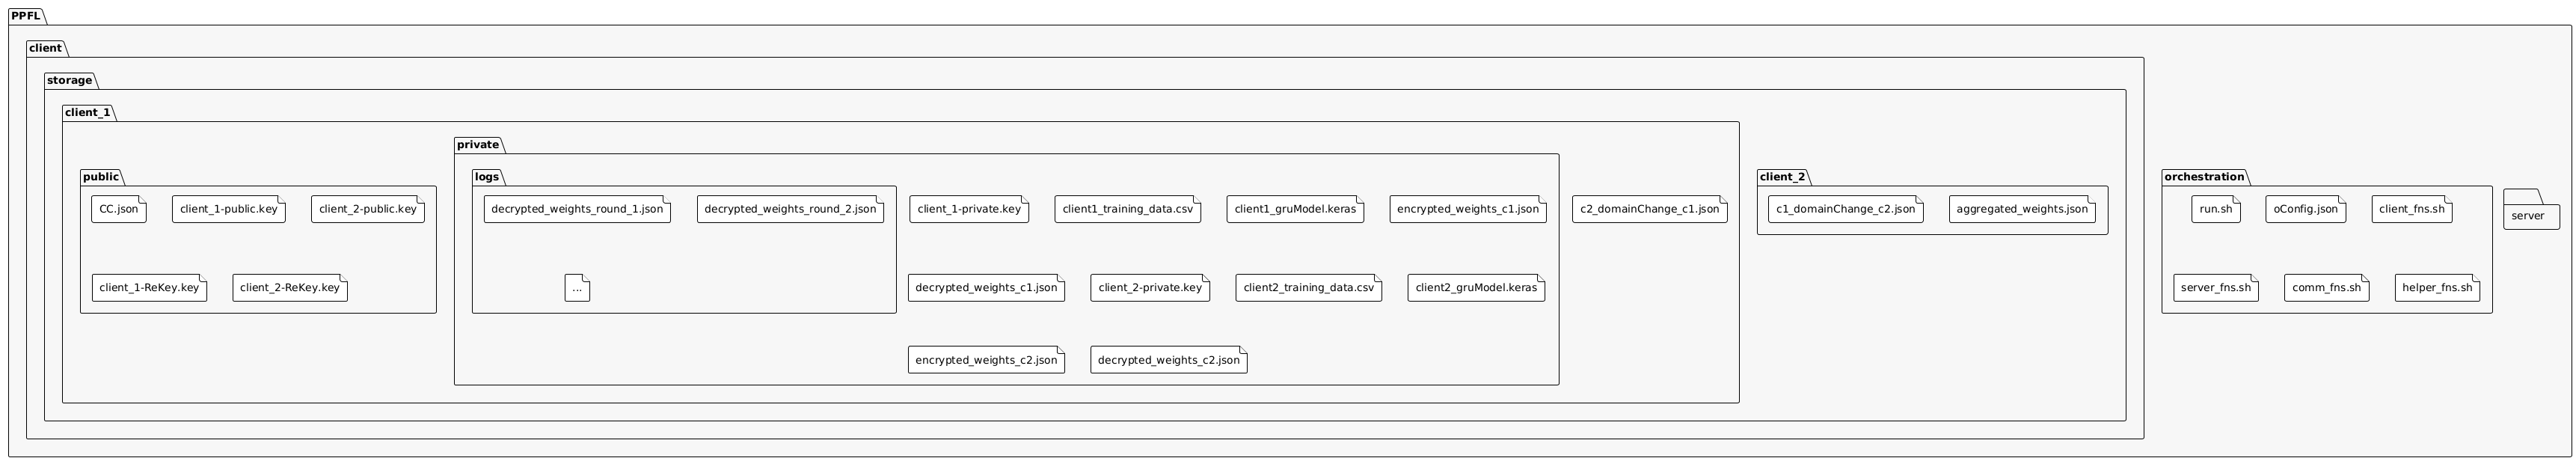 PPFL
client
storage
client_1
private
public
logs
client_2
orchestration
CC.json
client_1-public.key
client_2-public.key
decrypted_weights_round_1.json
decrypted_weights_round_2.json
client_1-private.key
client1_training_data.csv
client1_gruModel.keras
encrypted_weights_c1.json
c2_domainChange_c1.json
c1_domainChange_c2.json
aggregated_weights.json
run.sh
oConfig.json
client_fns.sh
server
client_1-ReKey.key
client_2-ReKey.key
...
decrypted_weights_c1.json
client_2-private.key
client2_training_data.csv
client2_gruModel.keras
server_fns.sh
comm_fns.sh
helper_fns.sh
encrypted_weights_c2.json
decrypted_weights_c2.json